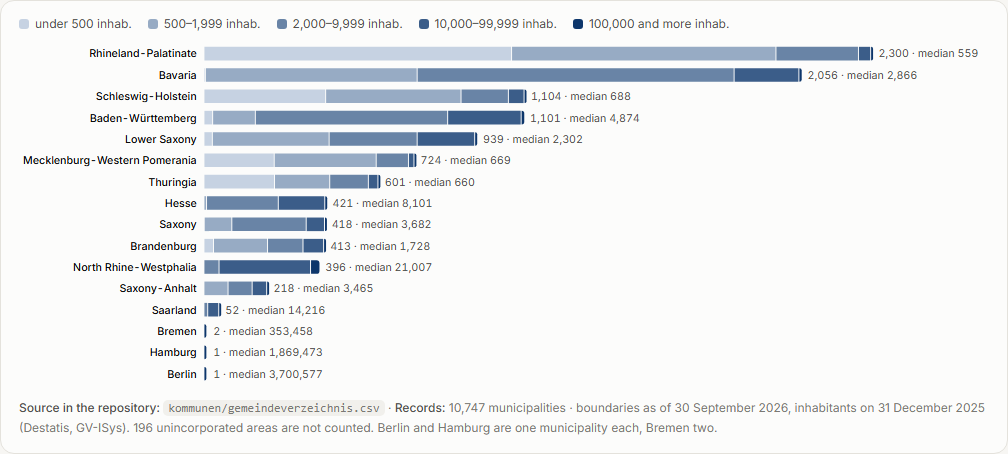 under 500 inhab. 500–1,999 inhab. 2,000–9,999 inhab. 10,000–99,999 inhab. 100,000 and more inhab.
Rhineland-Palatinate 2,300 · median 559
Bavaria 2,056 · median 2,866
Schleswig-Holstein 1,104 · median 688
Baden-Württemberg 1,101 · median 4,874
Lower Saxony 939 · median 2,302
Mecklenburg-Western Pomerania 724 · median 669
Thuringia 601 · median 660
Hesse 421 · median 8,101
Saxony 418 · median 3,682
Brandenburg 413 · median 1,728
North Rhine-Westphalia 396 · median 21,007
Saxony-Anhalt 218 · median 3,465
Saarland 52 · median 14,216
Bremen 2 · median 353,458
Hamburg 1 · median 1,869,473
Berlin 1 · median 3,700,577
Source in the repository: kommunen/gemeindeverzeichnis.csv · Records: 10,747 municipalities · boundaries as of 30 September 2026, inhabitants on 31 December 2025
(Destatis, GV-ISys). 196 unincorporated areas are not counted. Berlin and Hamburg are one municipality each, Bremen two.